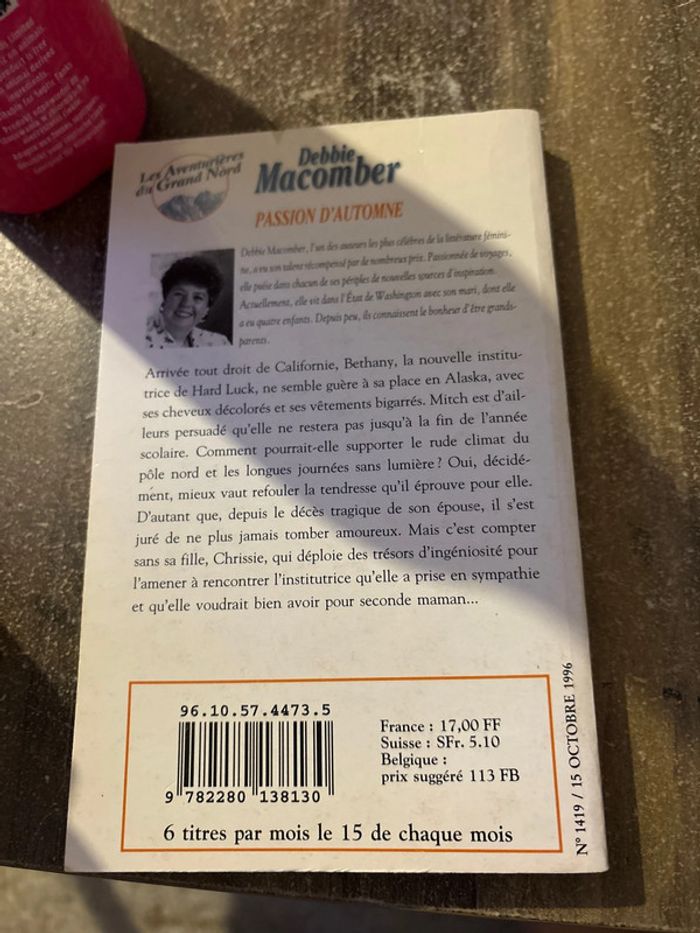 Les Aventurières
du Grand Nord
Debbie
Macomber
PASSION D'AUTOMNE
Debbie Macomber, l'un des auteurs les plus célèbres de la littérature fémini-
ne, a eu son talent récompensé par de nombreux prix. Passionnée de voyages,
elle puise dans chacun de ses périples de nouvelles sources d'inspiration.
Actuellement, elle vit dans l'État de Washington avec son mari, dont elle
a eu quatre enfants. Depuis peu, ils connaissent le bonheur d'être grands-
parents.
Arrivée tout droit de Californie, Bethany, la nouvelle institu-
trice de Hard Luck, ne semble guère à sa place en Alaska, avec
ses cheveux décolorés et ses vêtements bigarrés. Mitch est d'ail-
leurs persuadé qu'elle ne restera pas jusqu'à la fin de l'année
scolaire. Comment pourrait-elle supporter le rude climat du
pôle nord et les longues journées sans lumière ? Oui, décidé-
ment, mieux vaut refouler la tendresse qu'il éprouve pour elle.
D'autant que, depuis le décès tragique de son épouse, il s'est
juré de ne plus jamais tomber amoureux. Mais c'est compter
sans sa fille, Chrissie, qui déploie des trésors d'ingéniosité pour
l'amener à rencontrer l'institutrice qu'elle a prise en sympathie
et qu'elle voudrait bien avoir pour seconde maman...
96.10.57.4473.5
9 782280 138130
France : 17,00 FF
Suisse : SFr. 5.10
Belgique :
prix suggéré 113 FB
6 titres par mois le 15 de chaque mois
N° 1419 / 15 OCTOBRE 1996